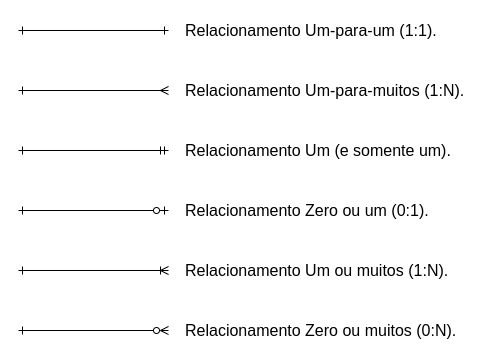 Relacionamento Um-para-um (1:1).
Relacionamento Um-para-muitos (1:N).
Relacionamento Um (e somente um).
Relacionamento Zero ou um (0:1).
Relacionamento Um ou muitos (1:N).
Relacionamento Zero ou muitos (0:N).